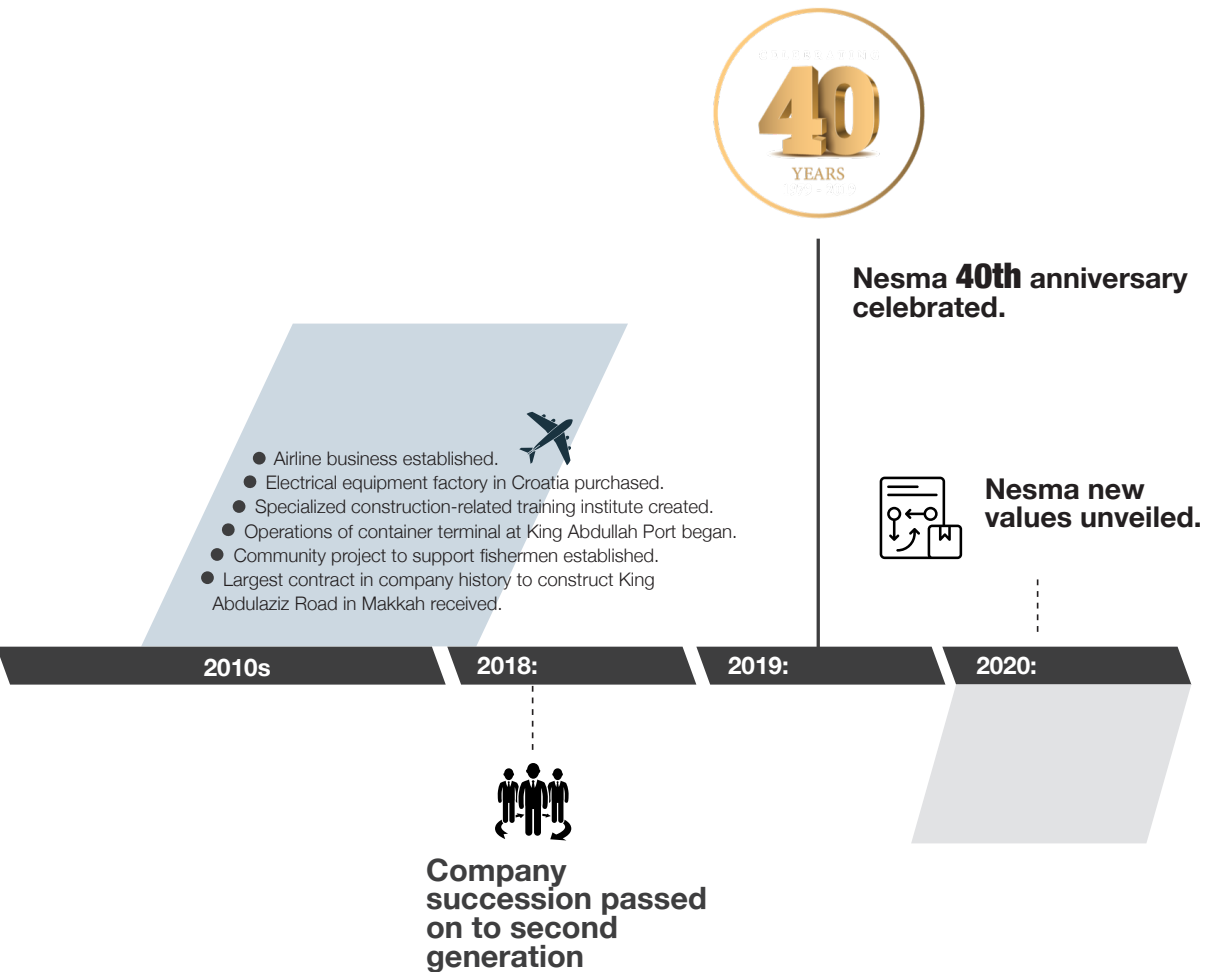 40
YEARS
Nesma 40th anniversary
celebrated.
● Airline business established.
● Electrical equipment factory in Croatia purchased.
● Specialized construction-related training institute created.
● Operations of container terminal at King Abdullah Port began.
● Community project to support fishermen established.
● Largest contract in company history to construct King
Abdulaziz Road in Makkah received.
Nesma new
values unveiled.
2010s
2018:
2019:
2020:
Company
succession passed
on to second
generation